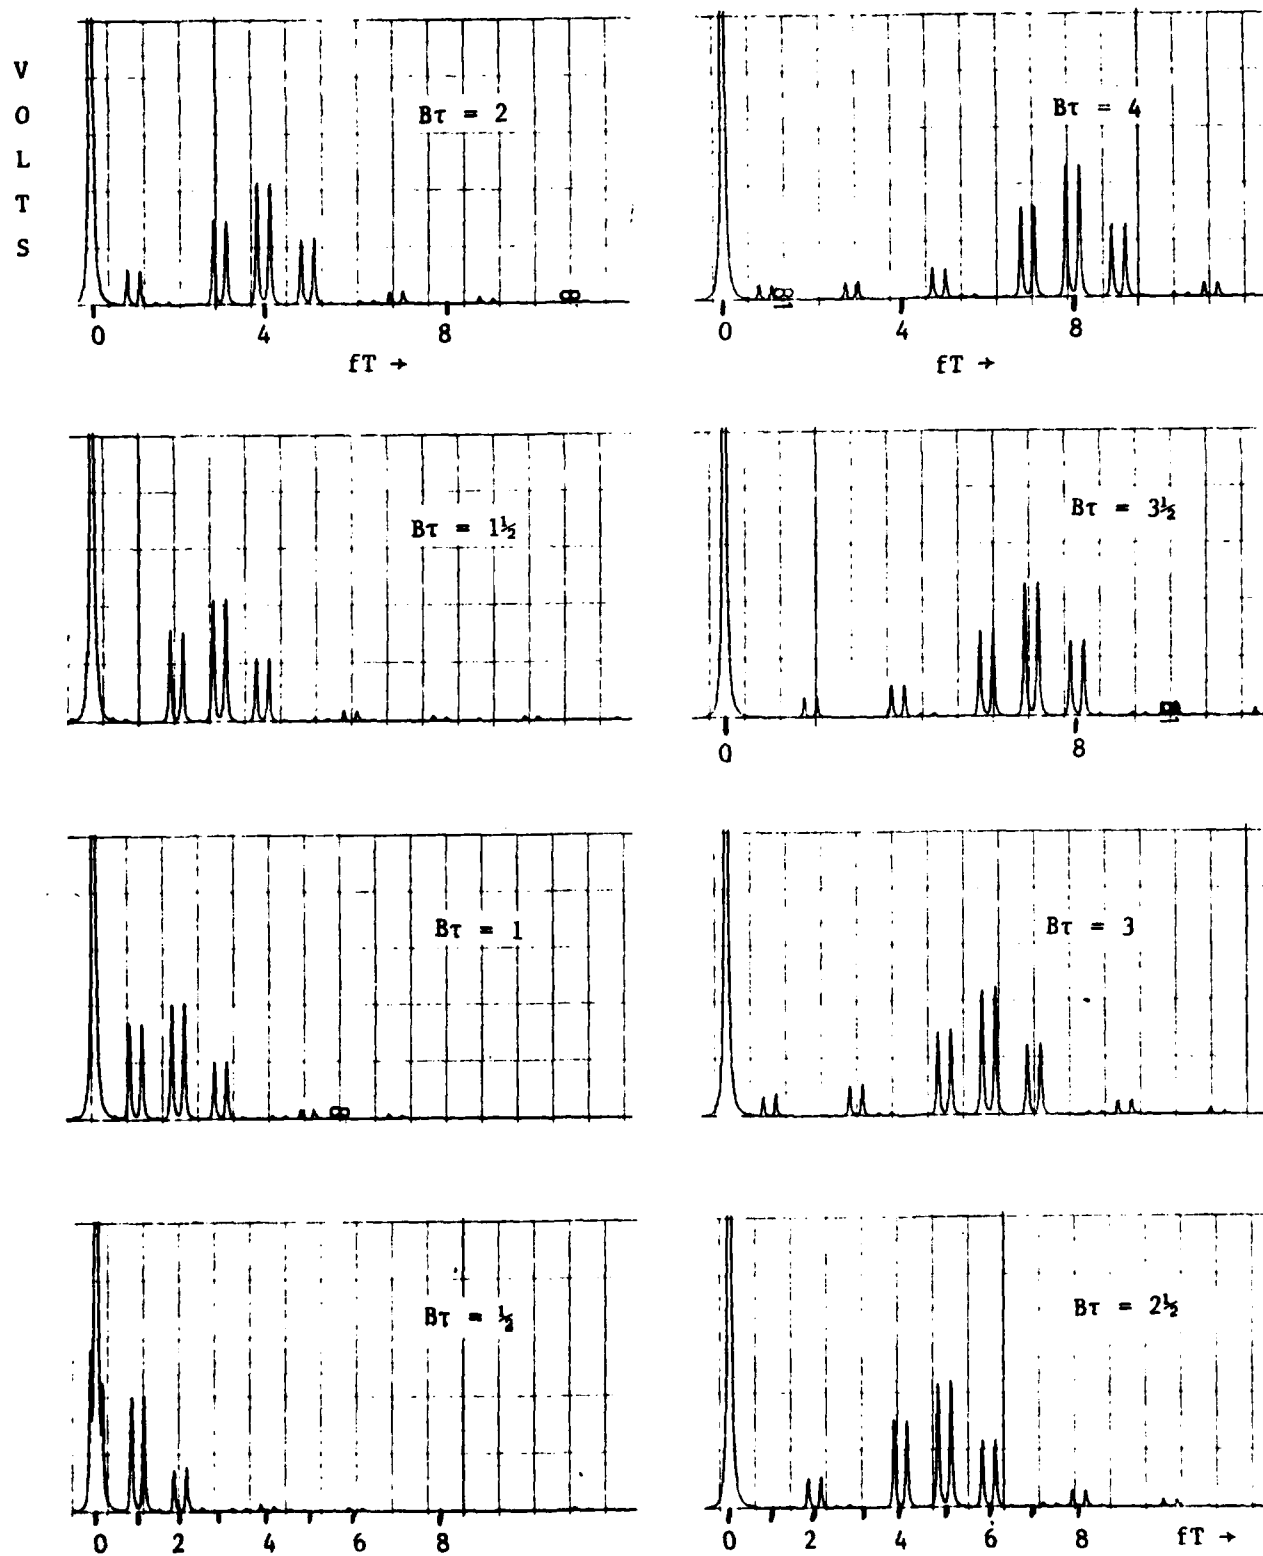 VOLTS
Bτ = 2
0 4 8
fT →
Bτ = 4
0 4 8
fT →
Bτ = 1½
Bτ = 3½
0 8
Bτ = 1
Bτ = 3
Bτ = ½
0 2 4 6 8
Bτ = 2½
0 2 4 6 8 fT →